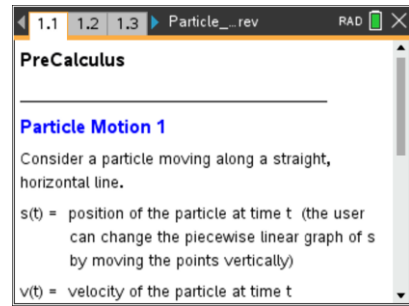 1.1 1.2 1.3 Particle_...rev RAD
PreCalculus
Particle Motion 1
Consider a particle moving along a straight,
horizontal line.
s(t) = position of the particle at time t (the user
can change the piecewise linear graph of s
by moving the points vertically)
v(t) = velocity of the particle at time t